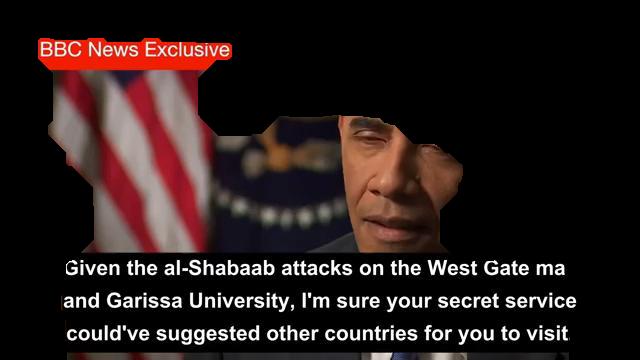 BBC News Exclusive
Given the al-Shabaab attacks on the West Gate ma
and Garissa University, I'm sure your secret service
could've suggested other countries for you to visit.